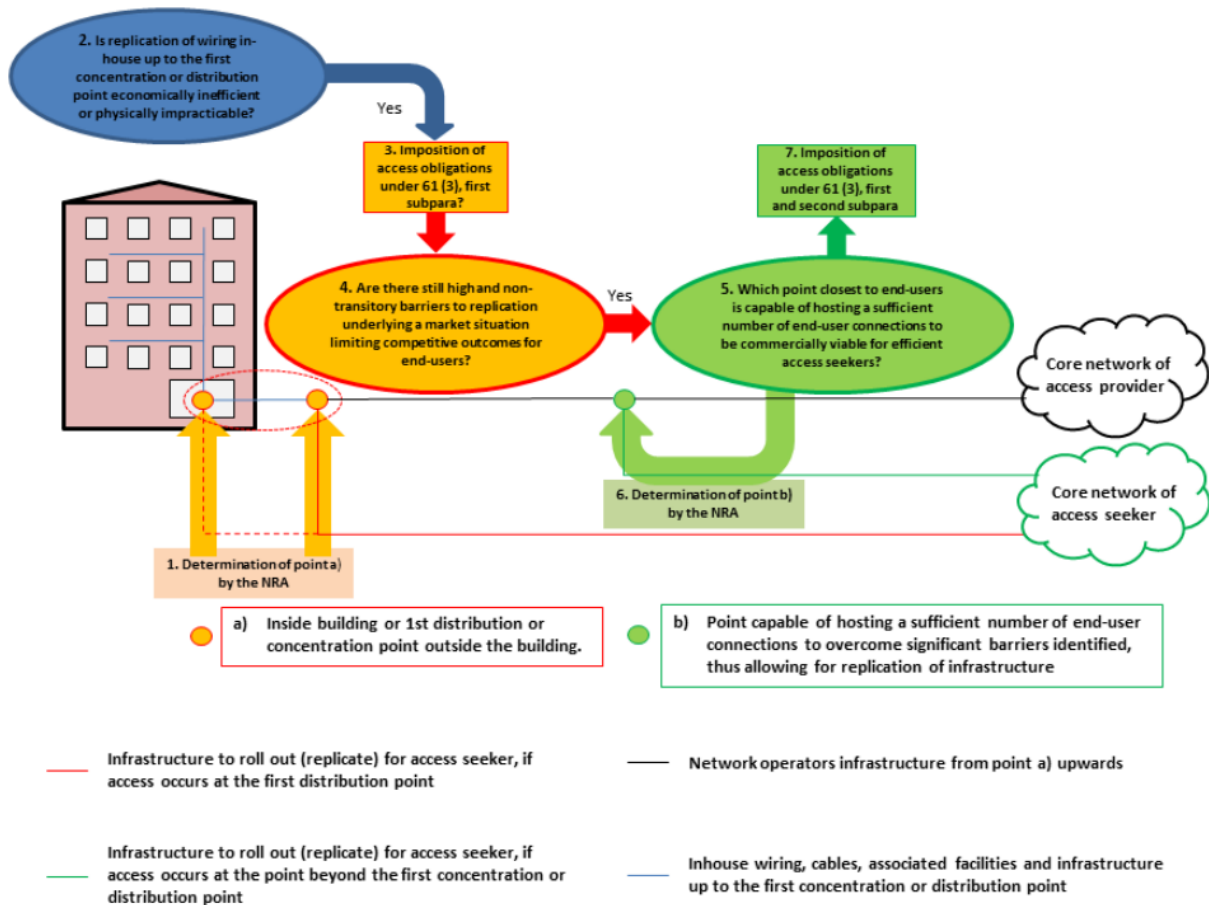 2. Is replication of wiring in-
house up to the first
concentration or distribution
point economically inefficient
or physically impracticable?
Yes
3. Imposition of
access obligations
under 61 (3), first
subpara?
7. Imposition of
access obligations
under 61 (3), first
and second subpara
4. Are there still high and non-
transitory barriers to replication
underlying a market situation
limiting competitive outcomes for
end-users?
Yes
5. Which point closest to end-users
is capable of hosting a sufficient
number of end-user connections to
be commercially viable for efficient
access seekers?
Core network of
access provider
6. Determination of point b)
by the NRA
Core network of
access seeker
1. Determination of point a)
by the NRA
a) Inside building or 1st distribution or
concentration point outside the building.
b) Point capable of hosting a sufficient number of end-user
connections to overcome significant barriers identified,
thus allowing for replication of infrastructure
Infrastructure to roll out (replicate) for access seeker, if
access occurs at the first distribution point
Network operators infrastructure from point a) upwards
Infrastructure to roll out (replicate) for access seeker, if
access occurs at the point beyond the first concentration or
distribution point
Inhouse wiring, cables, associated facilities and infrastructure
up to the first concentration or distribution point